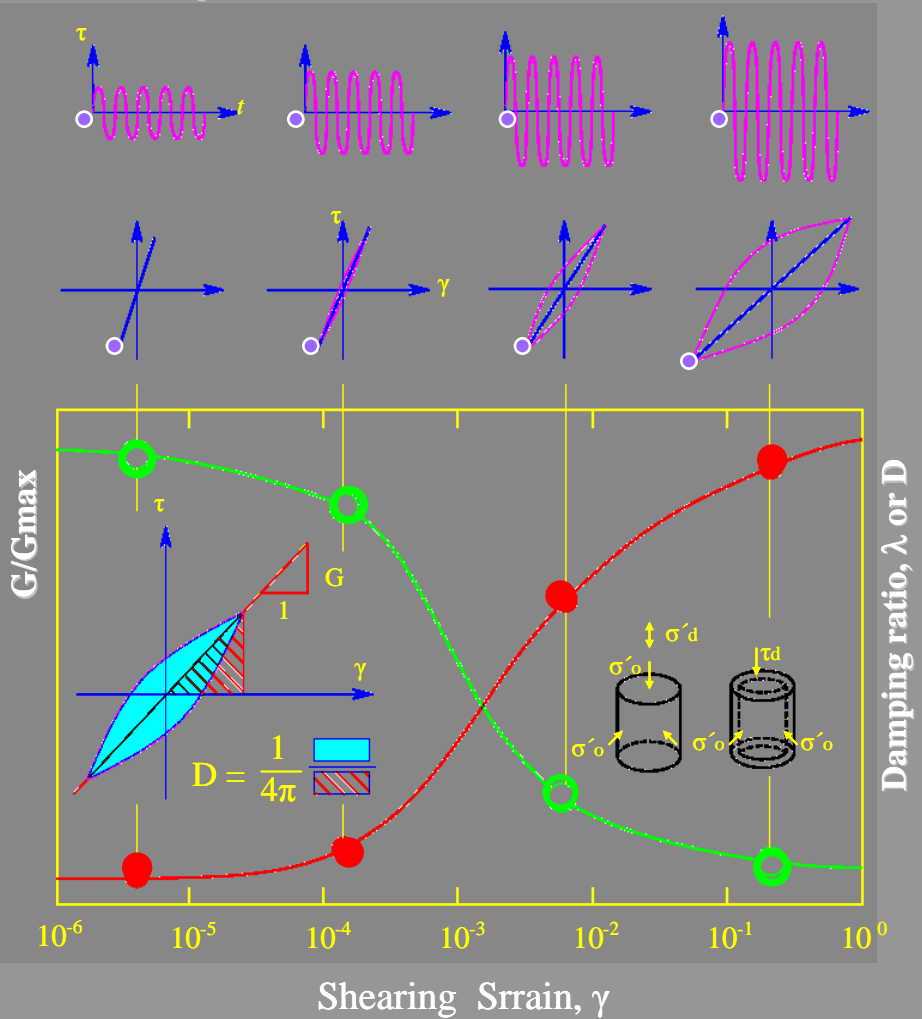 τ
t
τ
γ
G/Gmax
Damping ratio, λ or D
τ
G
1
γ
D = 1/4π
σ´d
σ´o
σ´o
τd
σ´o
σ´o
10-6
10-5
10-4
10-3
10-2
10-1
10 0
Shearing Srrain, γ